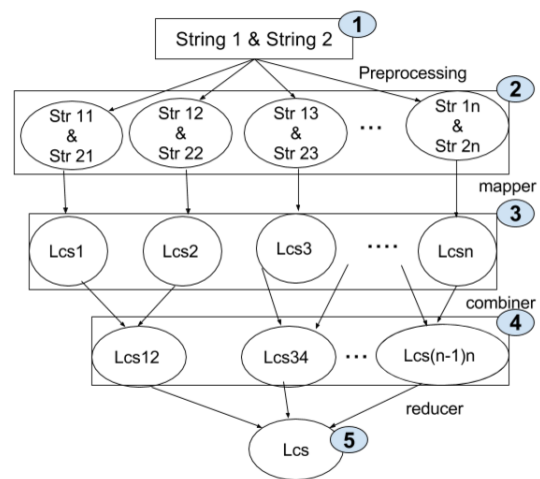 1
String 1 & String 2
Preprocessing
2
Str 11
&
Str 21
Str 12
&
Str 22
Str 13
&
Str 23
...
Str 1n
&
Str 2n
mapper
3
Lcs1
Lcs2
Lcs3
....
Lcsn
combiner
4
Lcs12
Lcs34
...
Lcs(n-1)n
reducer
5
Lcs